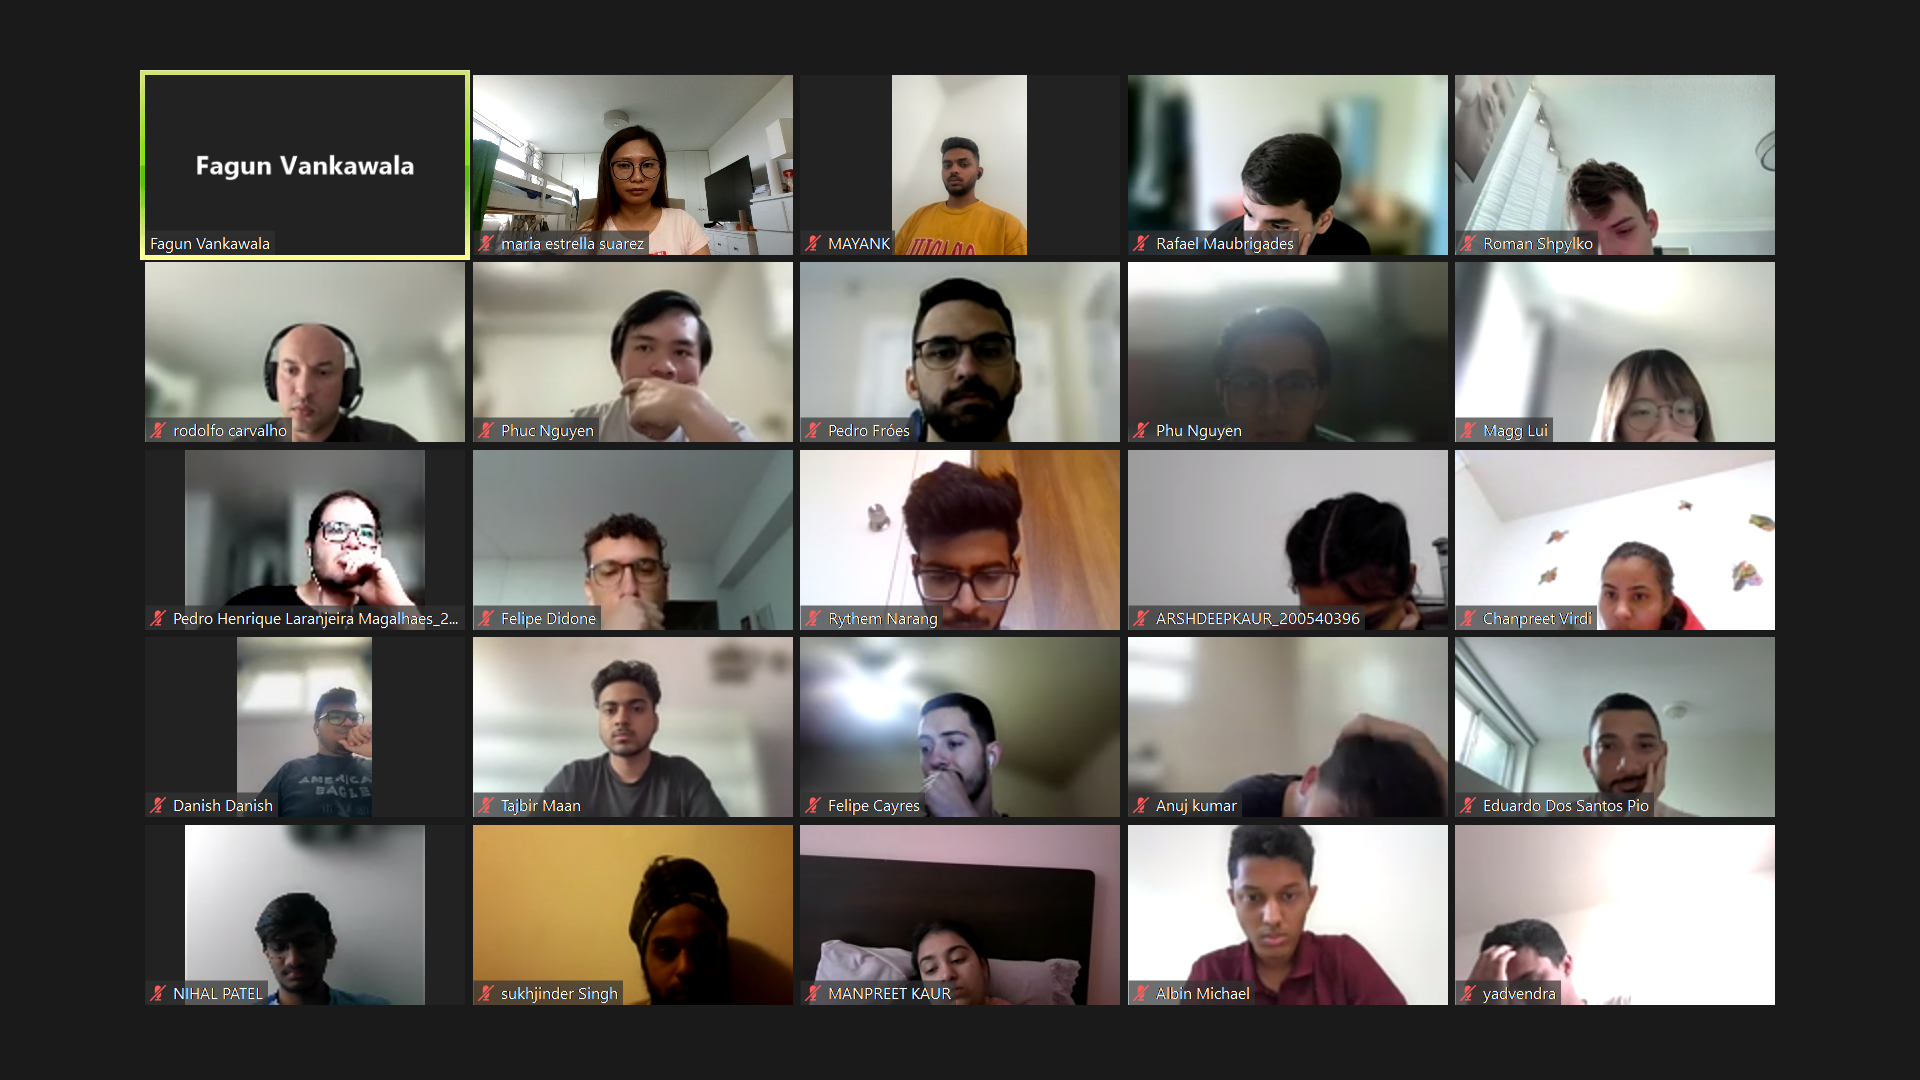 Fagun Vankawala
Fagun Vankawala
maria estrella suarez
MAYANK
Rafael Maubrigades
Roman Shpylko
rodolfo carvalho
Phuc Nguyen
Pedro Fróes
Phu Nguyen
Magg Lui
Pedro Henrique Laranjeira Magalhaes_2...
Felipe Didone
Rythem Narang
ARSHDEEPKAUR_200540396
Chanpreet Virdi
AMERICA
EAGLE
Danish Danish
Tajbir Maan
Felipe Cayres
Anuj kumar
Eduardo Dos Santos Pio
NIHAL PATEL
sukhjinder Singh
MANPREET KAUR
Albin Michael
yadvendra